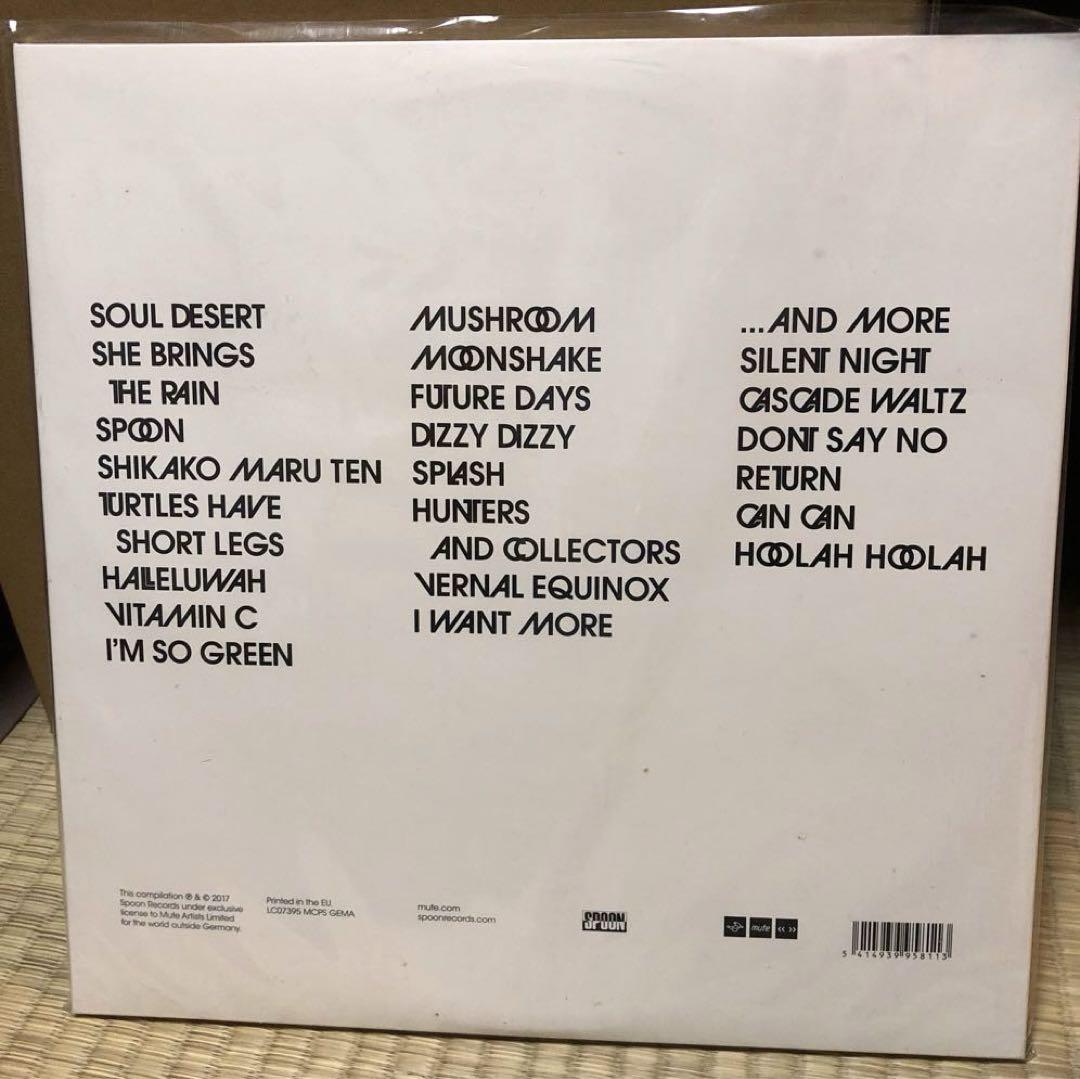 SOUL DESERT
SHE BRINGS
THE RAIN
SPOON
SHIKAKO MARU TEN
TURTLES HAVE
SHORT LEGS
HALLELUWAH
VITAMIN C
I'M SO GREEN
MUSHROOM
MOONSHAKE
FUTURE DAYS
DIZZY DIZZY
SPLASH
HUNTERS
AND COLLECTORS
VERNAL EQUINOX
I WANT MORE
...AND MORE
SILENT NIGHT
CASCADE WALTZ
DONT SAY NO
RETURN
CAN CAN
HOOLAH HOOLAH
This compilation ℗ & © 2017
Spoon Records under exclusive
license to Mute Artists Limited
for the world outside Germany.
Printed in the EU.
LC07395 MCPS GEMA
mute.com
spoonrecords.com
SPOON
mute
5 414939 958113